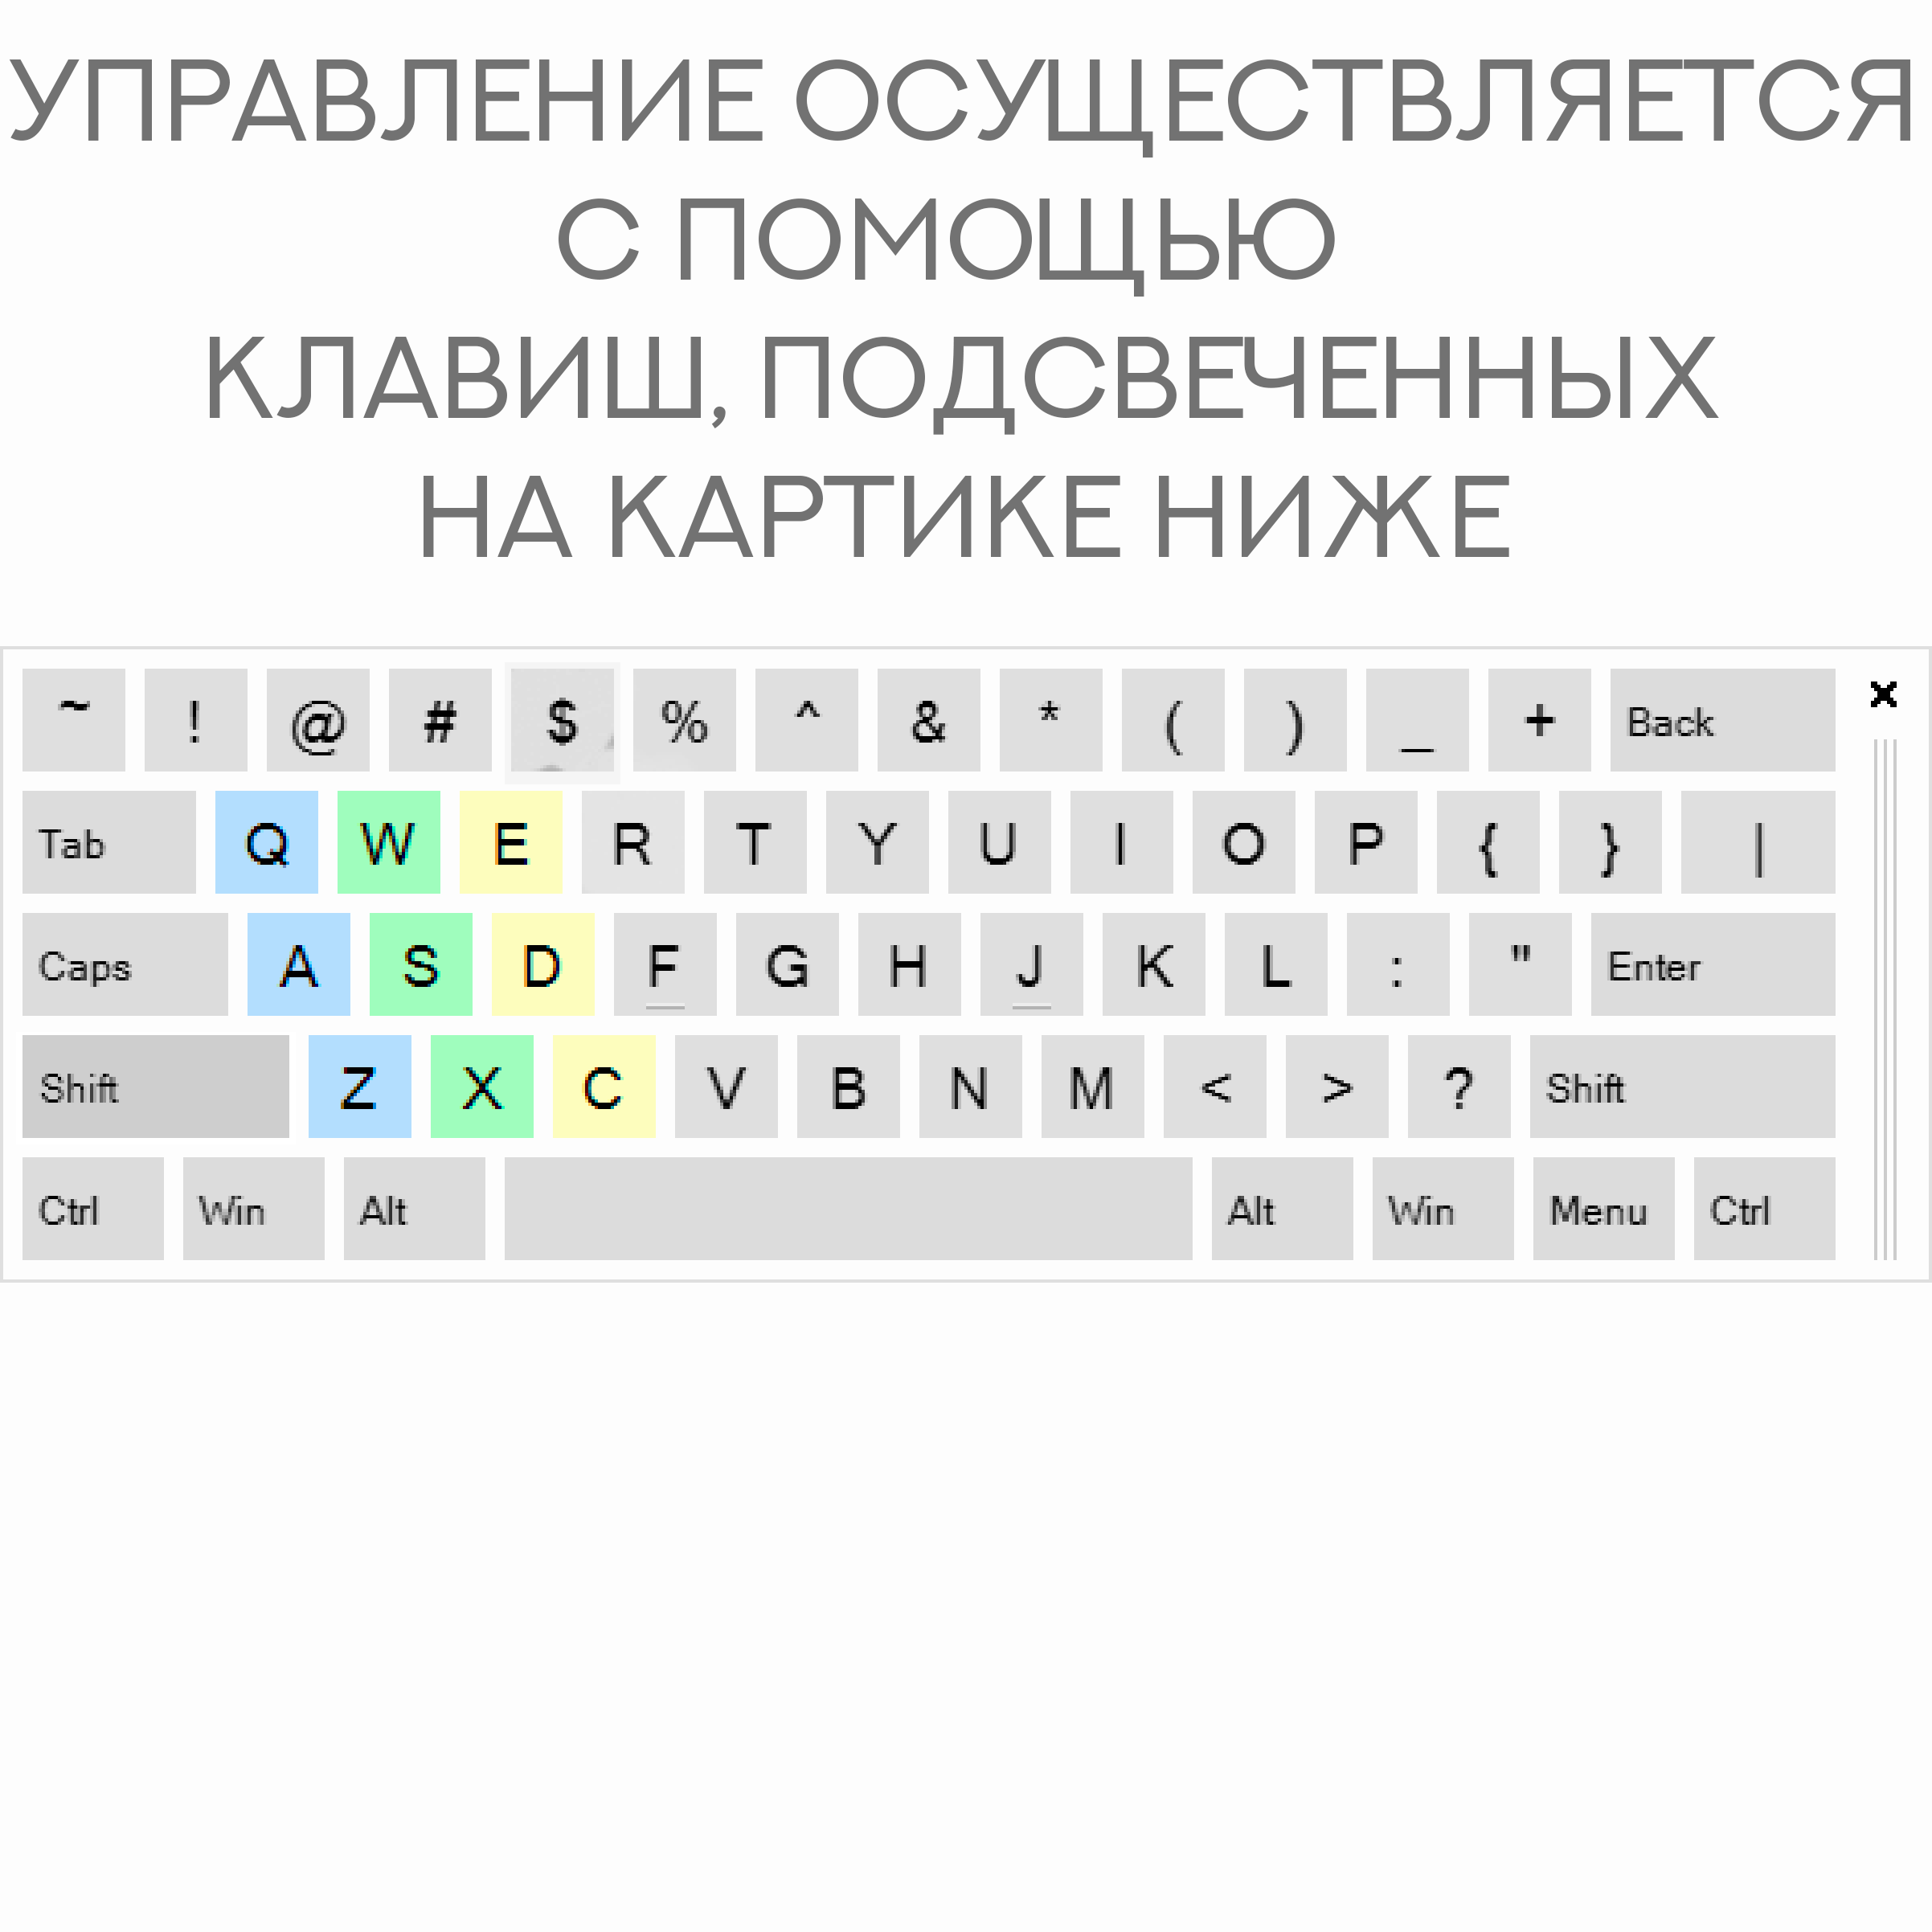 УПРАВЛЕНИЕ ОСУЩЕСТВЛЯЕТСЯ
С ПОМОЩЬЮ
КЛАВИШ, ПОДСВЕЧЕННЫХ
НА КАРТИКЕ НИЖЕ
~ ! @ # $ % ^ & * ( ) _ + Back
Tab Q W E R T Y U I O P { } |
Caps A S D F G H J K L : " Enter
Shift Z X C V B N M < > ? Shift
Ctrl Win Alt Alt Win Menu Ctrl